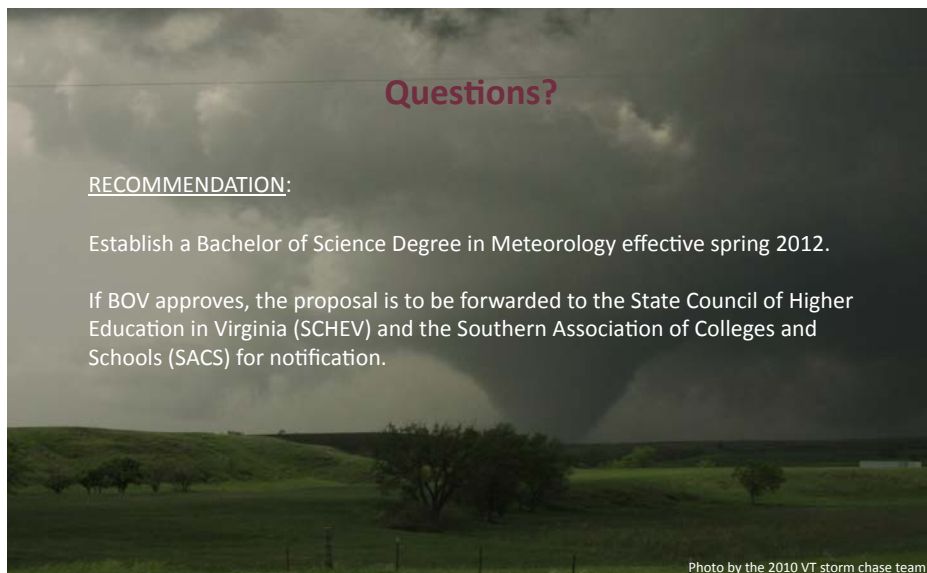 Questions?
RECOMMENDATION:
Establish a Bachelor of Science Degree in Meteorology effective spring 2012.
If BOV approves, the proposal is to be forwarded to the State Council of Higher
Education in Virginia (SCHEV) and the Southern Association of Colleges and
Schools (SACS) for notification.
Photo by the 2010 VT storm chase team